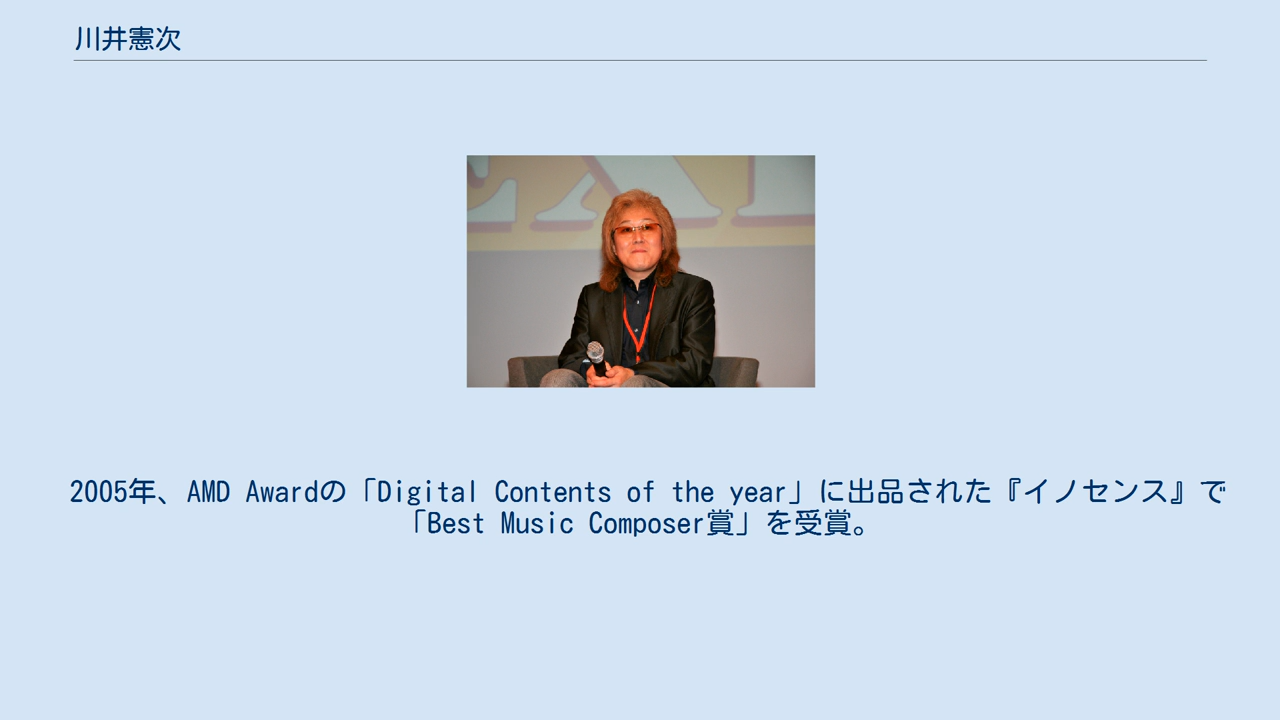 川井憲次
2005年、AMD Awardの「Digital Contents of the year」に出品された『イノセンス』で
「Best Music Composer賞」を受賞。